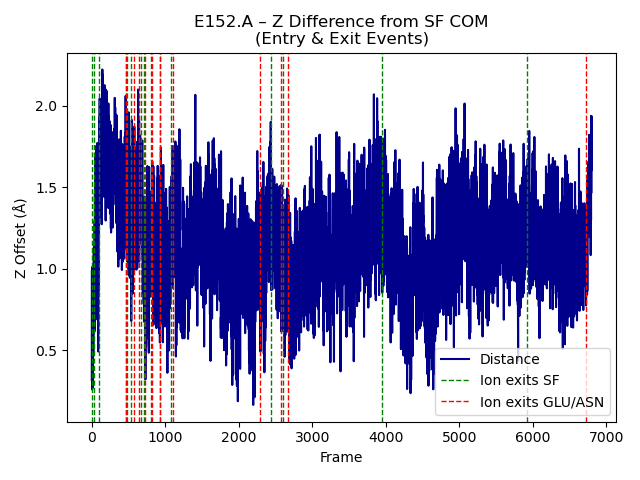 E152.A – Z Difference from SF COM
(Entry & Exit Events)
Z Offset (Å)
2.0
1.5
1.0
0.5
0
1000
2000
3000
4000
5000
6000
7000
Frame
Distance
Ion exits SF
Ion exits GLU/ASN